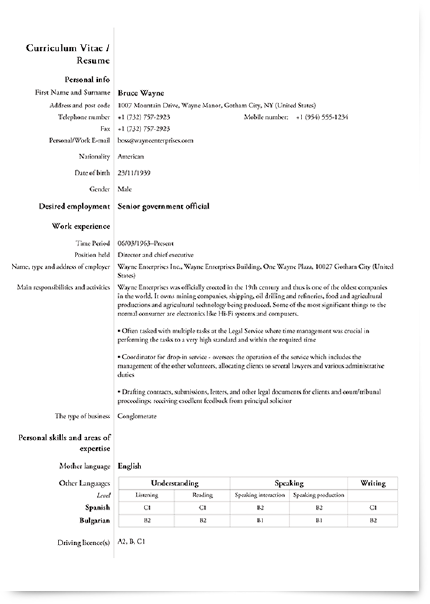 Curriculum Vitae /
Resume
Personal info
First Name and Surname Bruce Wayne
Address and post code 1007 Mountain Drive, Wayne Manor, Gotham City, NY (United States)
Telephone number +1 (732) 757-2923 Mobile number: +1 (954) 555-1234
Fax +1 (732) 757-2923
Personal/Work E-mail boss@wayneenterprises.com
Nationality American
Date of birth 23/11/1939
Gender Male
Desired employment Senior government official
Work experience
Time Period 06/03/1963–Present
Position held Director and chief executive
Name, type and address of employer Wayne Enterprises Inc., Wayne Enterprises Building, One Wayne Plaza, 10027 Gotham City (United
States)
Main responsibilities and activities Wayne Enterprises was officially erected in the 19th century and thus is one of the oldest companies
in the world. It owns mining companies, shipping, oil drilling and refineries, food and agricultural
productions and agricultural technology being produced. Some of the most significant things to the
normal consumer are electronics like Hi-Fi systems and computers.
• Often tasked with multiple tasks at the Legal Service where time management was crucial in
performing the tasks to a very high standard and within the required time
• Coordinator for drop-in service - oversees the operation of the service which includes the
management of the other volunteers, allocating clients to several lawyers and various administrative
duties
• Drafting contracts, submissions, letters, and other legal documents for clients and court/tribunal
proceedings; receiving excellent feedback from principal solicitor
The type of business Conglomerate
Personal skills and areas of
expertise
Mother language English
Other Languages Understanding Speaking Writing
Level Listening Reading Speaking interaction Speaking production
Spanish C1 C1 B2 B2 C1
Bulgarian B2 B2 B1 B1 B2
Driving licence(s) A2, B, C1